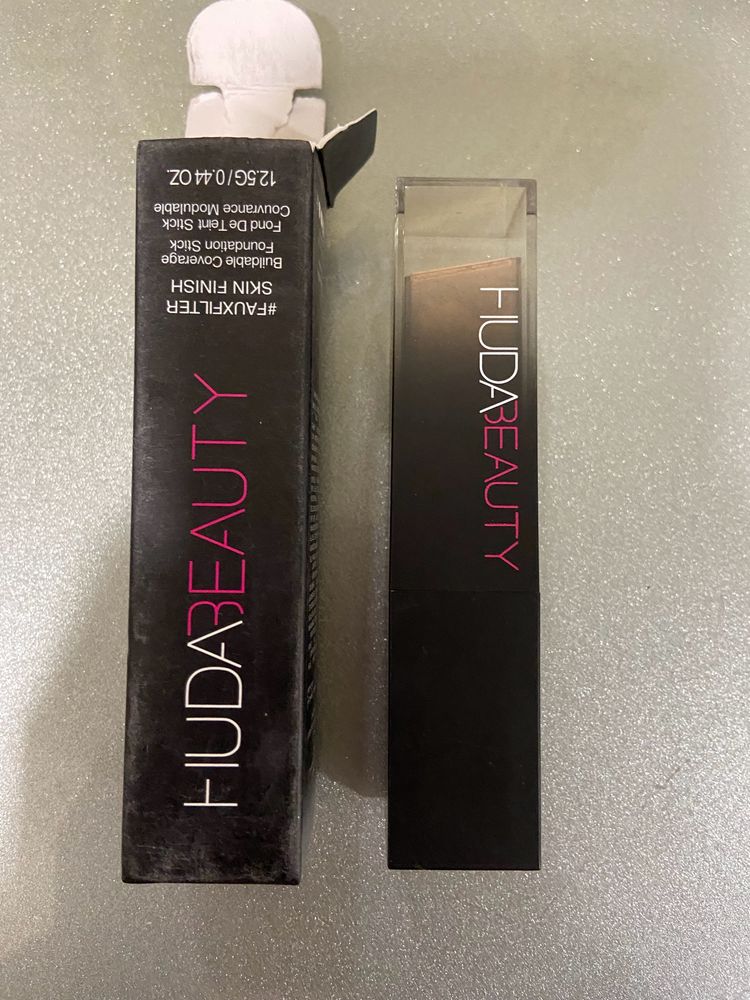 HUDABEAUTY
#FAUXFILTER
SKIN FINISH
Buildable Coverage
Foundation Stick
Fond De Teint Stick
Couvrance Modulable
12.5G/0.44 OZ.
HUDABEAUTY